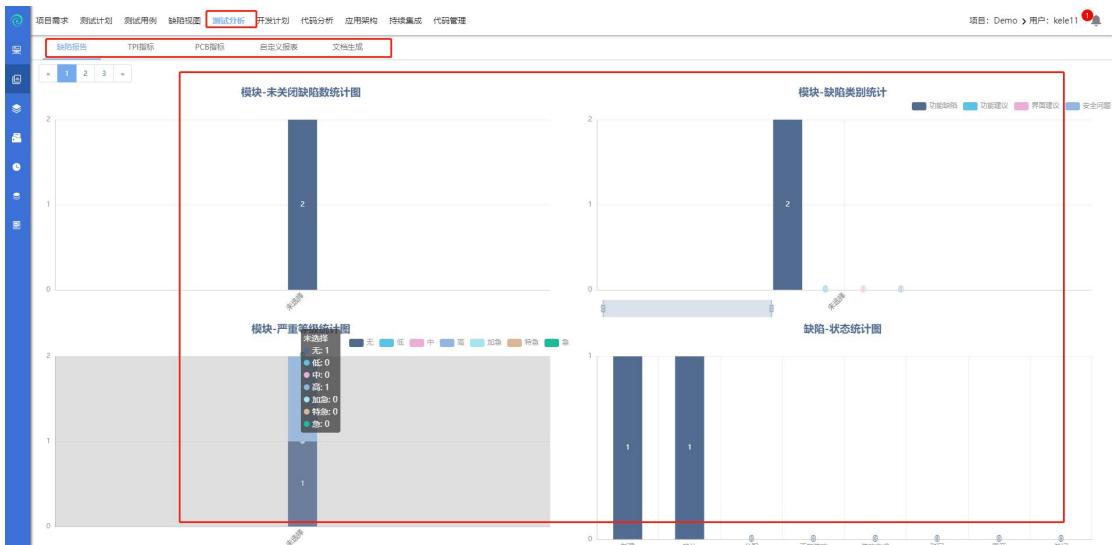 项目需求 测试计划 测试用例 缺陷视图 测试分析 开发计划 代码分析 应用架构 持续集成 代码管理
项目: Demo 用户: kele11 1
缺陷报告 TPI指标 PCB指标 自定义报表 文档生成
« 1 2 3 »
模块-未关闭缺陷数统计图
2
1
0
2
未选择
模块-缺陷类别统计
功能缺陷 功能建议 界面建议 安全问题
2
1
0
2
0 0 0
未选择
模块-严重等级统计图
无 低 中 高 加急 特急 急
2
1
0
未选择
无: 1
低: 0
中: 0
高: 1
加急: 0
特急: 0
急: 0
1
未选择
缺陷-状态统计图
1
0
1 1
0 0 0 0 0